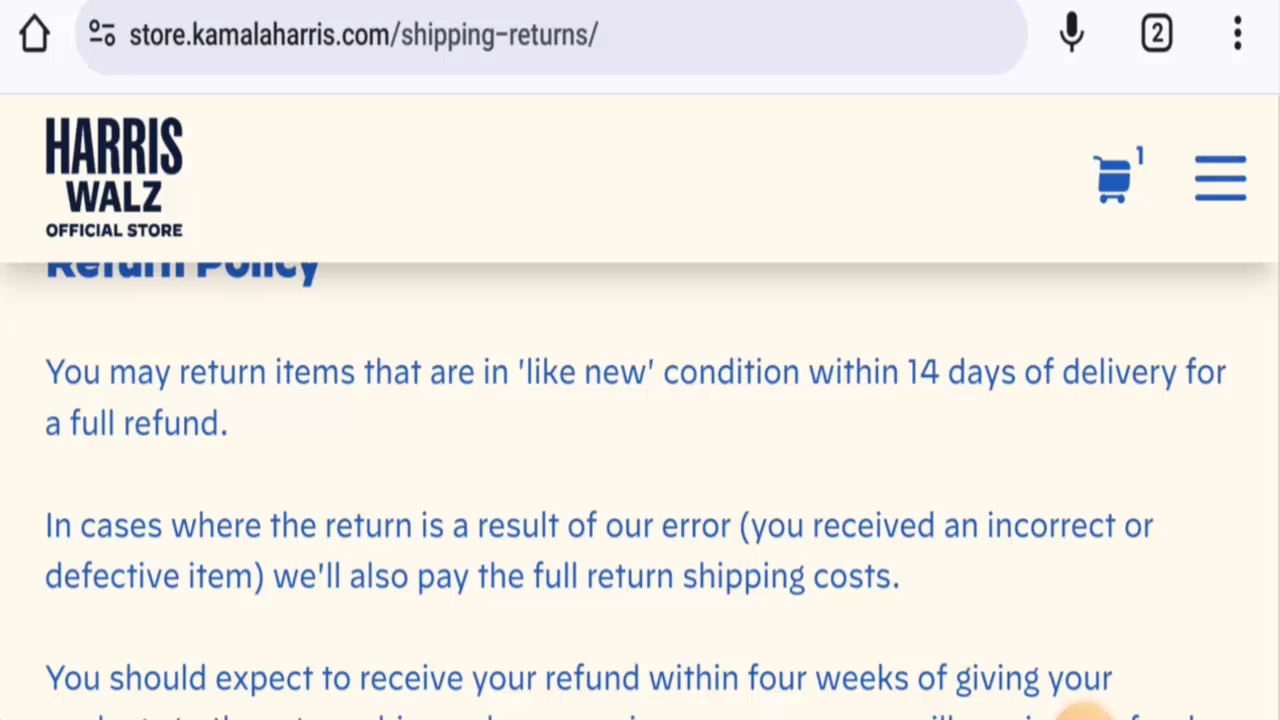 store.kamalaharris.com/shipping-returns/
2
HARRIS
WALZ
OFFICIAL STORE
1
Return Policy
You may return items that are in 'like new' condition within 14 days of delivery for
a full refund.
In cases where the return is a result of our error (you received an incorrect or
defective item) we'll also pay the full return shipping costs.
You should expect to receive your refund within four weeks of giving your